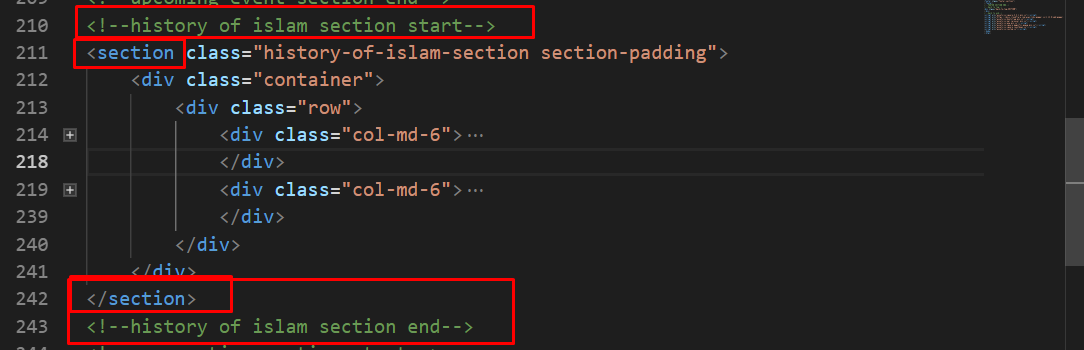 209 <!--upcoming event section end-->
210 <!--history of islam section start-->
211 <section class="history-of-islam-section section-padding">
212 <div class="container">
213 <div class="row">
214 <div class="col-md-6">…
218 </div>
219 <div class="col-md-6">…
239 </div>
240 </div>
241 </div>
242 </section>
243 <!--history of islam section end-->
244